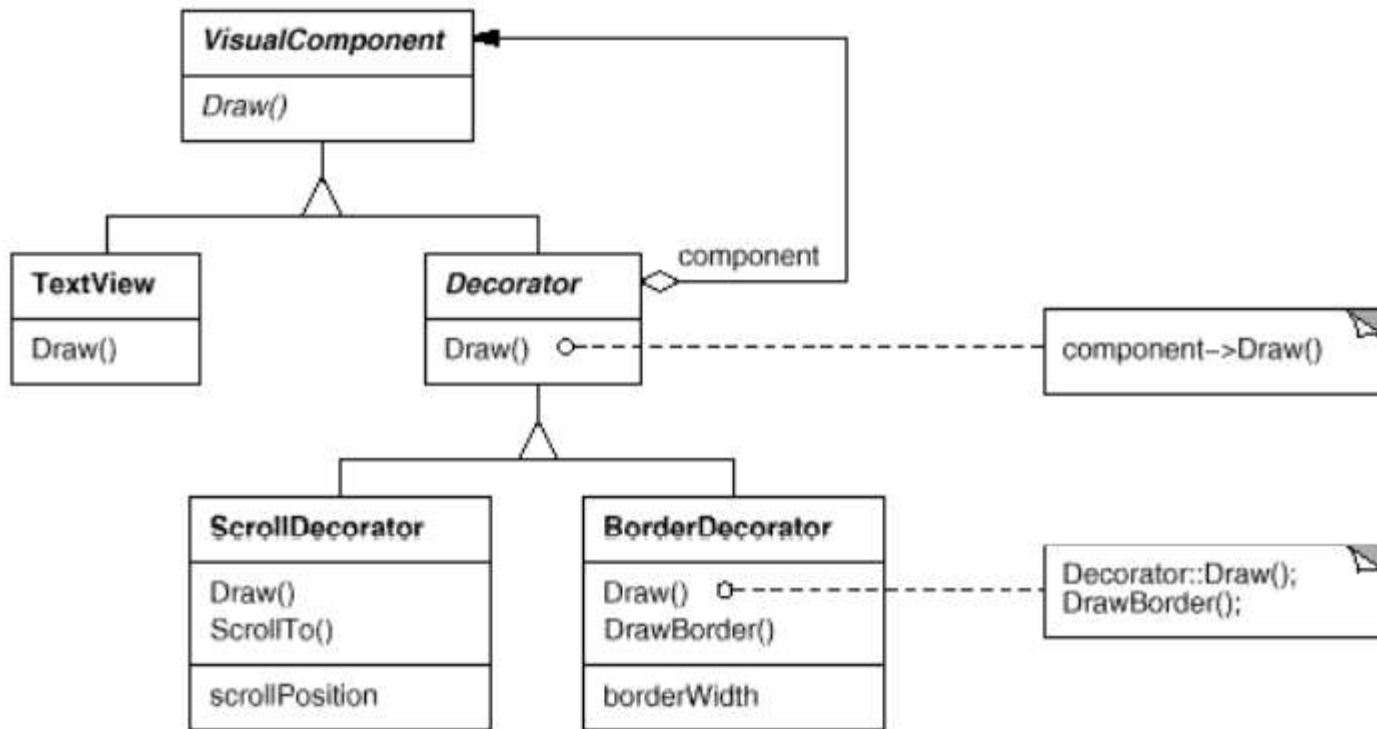 VisualComponent
Draw()
component
TextView
Draw()
Decorator
Draw()
component->Draw()
ScrollDecorator
Draw()
ScrollTo()
scrollPosition
BorderDecorator
Draw()
DrawBorder()
borderWidth
Decorator::Draw();
DrawBorder();